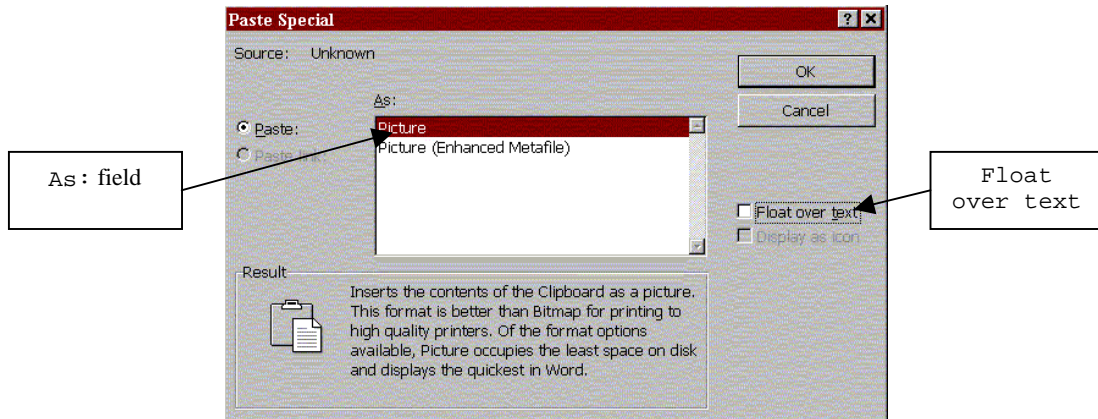 Paste Special
Source: Unknown
OK
As:
Cancel
Paste:
Picture
Paste link:
Picture (Enhanced Metafile)
As: field
Float
over text
Float over text
Display as icon
Result
Inserts the contents of the Clipboard as a picture.
This format is better than Bitmap for printing to
high quality printers. Of the format options
available, Picture occupies the least space on disk
and displays the quickest in Word.